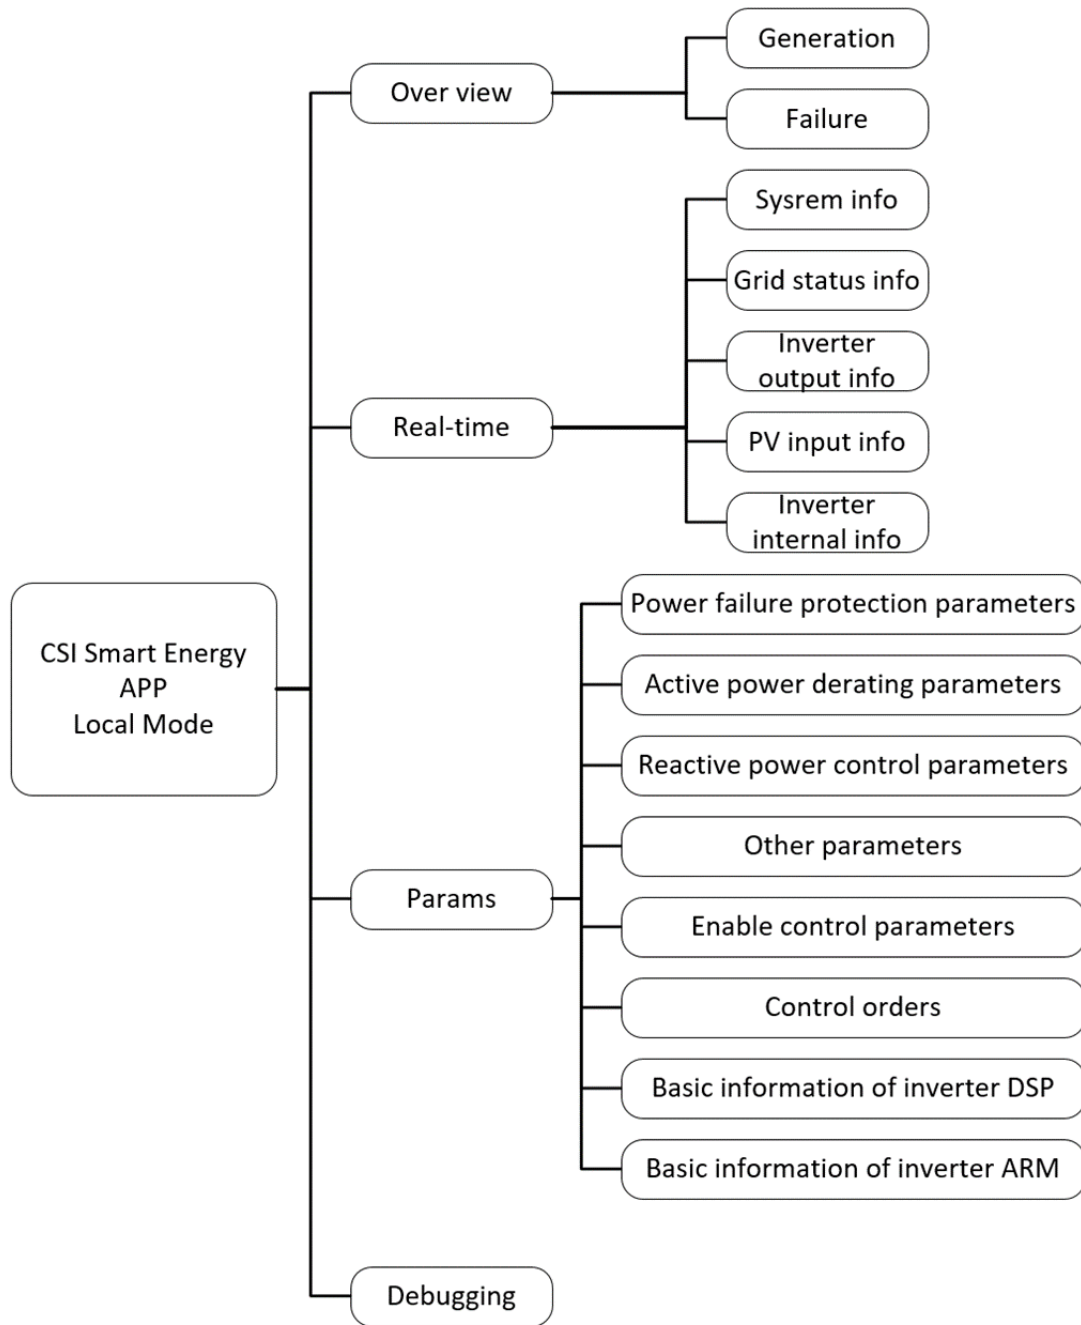 Generation
Over view
Failure
Sysrem info
Grid status info
Inverter
output info
Real-time
PV input info
Inverter
internal info
CSI Smart Energy
APP
Local Mode
Power failure protection parameters
Active power derating parameters
Reactive power control parameters
Other parameters
Params
Enable control parameters
Control orders
Basic information of inverter DSP
Basic information of inverter ARM
Debugging